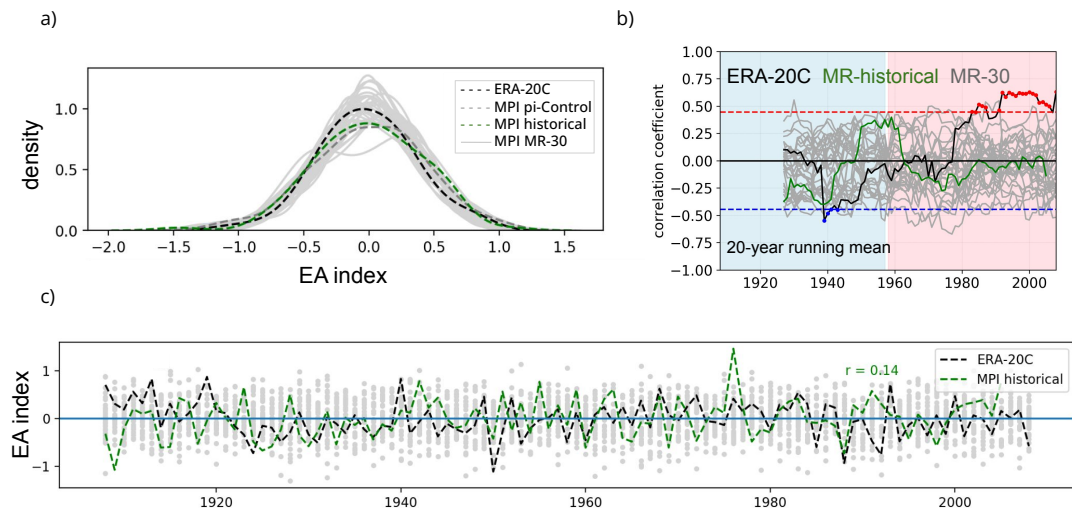 a)
density
1.0
0.5
0.0
−2.0 −1.5 −1.0 −0.5 0.0 0.5 1.0 1.5
EA index
ERA-20C
MPI pi-Control
MPI historical
MPI MR-30
b)
correlation coefficient
1.00
0.75
0.50
0.25
0.00
−0.25
−0.50
−0.75
−1.00
ERA-20C MR-historical MR-30
20-year running mean
1920 1940 1960 1980 2000
c)
EA index
1
0
−1
r = 0.14
ERA-20C
MPI historical
1920 1940 1960 1980 2000